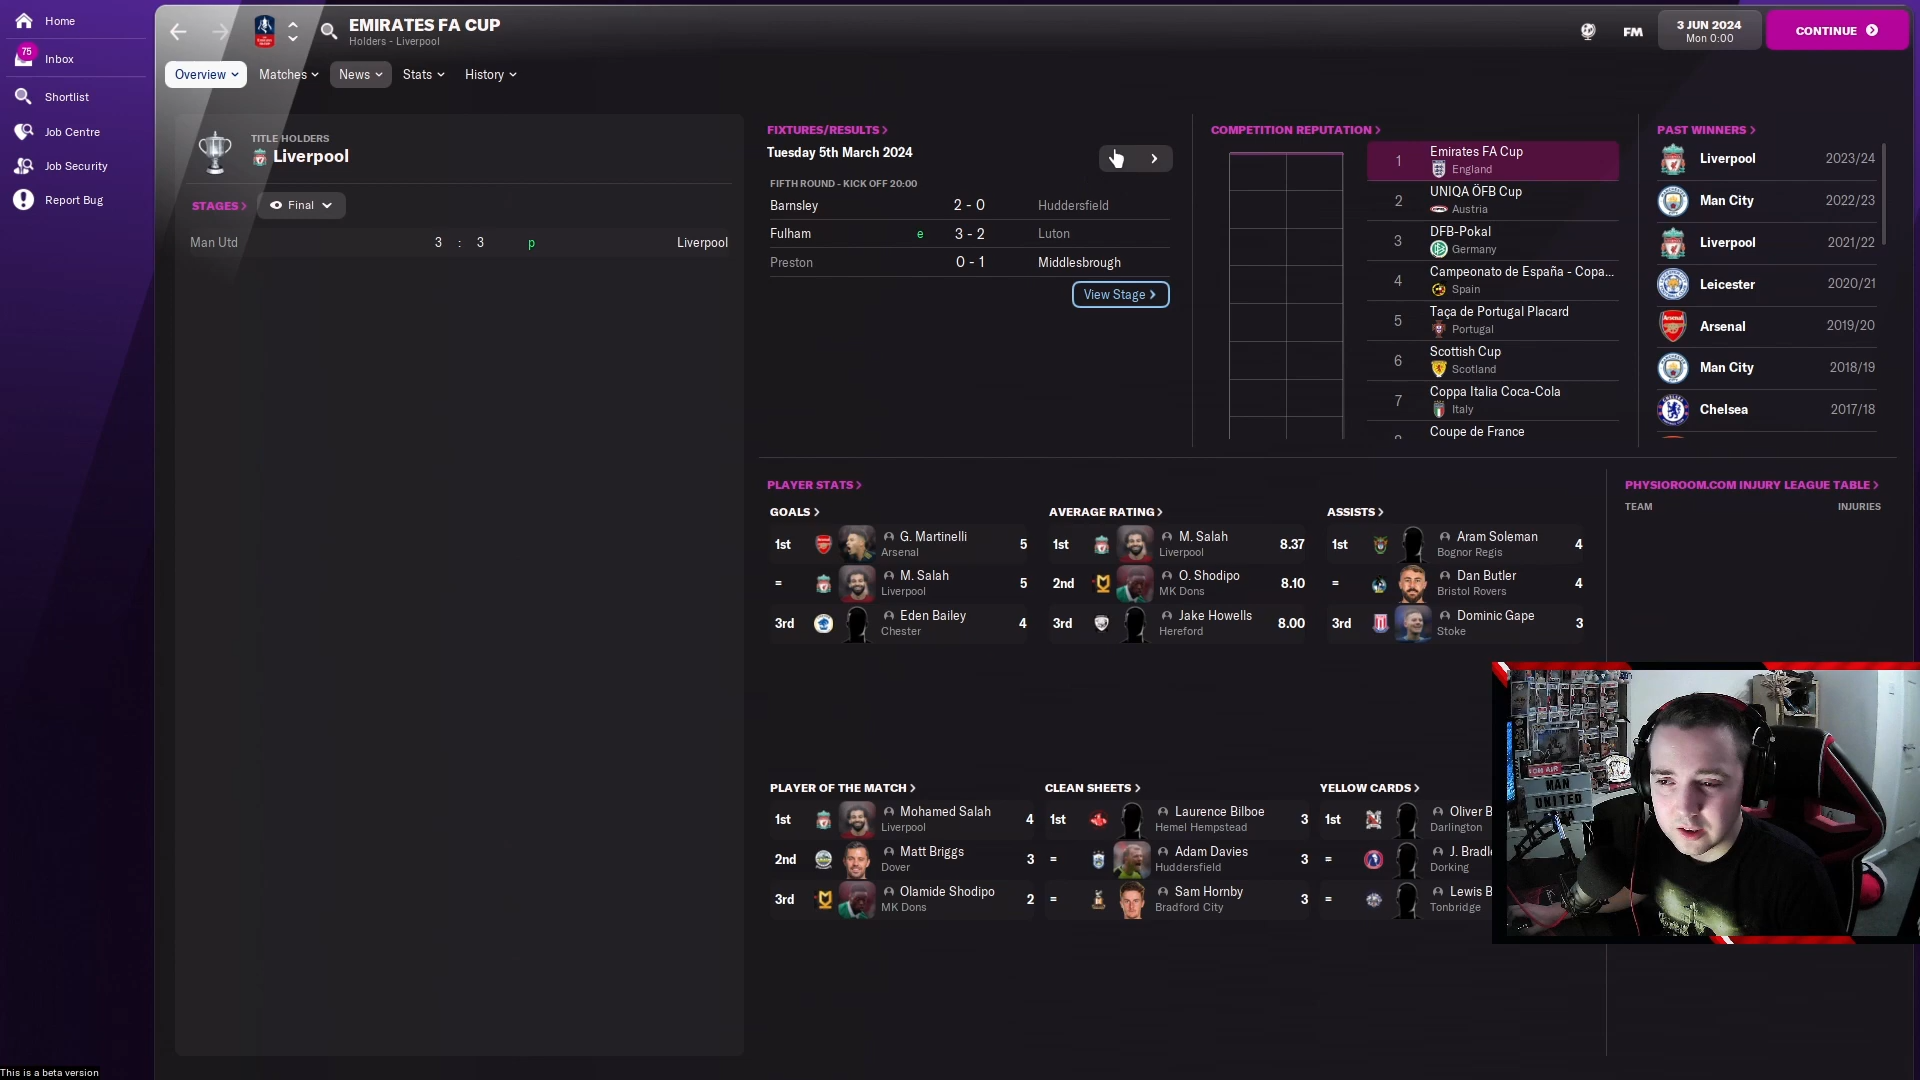 Home
75
Inbox
Shortlist
Job Centre
Job Security
Report Bug
This is a beta version
EMIRATES FA CUP
Holders - Liverpool
FM
3 JUN 2024
Mon 0:00
CONTINUE
Overview
Matches
News
Stats
History
TITLE HOLDERS
Liverpool
STAGES
Final
Man Utd 3 : 3 p Liverpool
FIXTURES/RESULTS
Tuesday 5th March 2024
FIFTH ROUND - KICK OFF 20:00
Barnsley 2 - 0 Huddersfield
Fulham e 3 - 2 Luton
Preston 0 - 1 Middlesbrough
View Stage
COMPETITION REPUTATION
1 Emirates FA Cup
England
2 UNIQA ÖFB Cup
Austria
3 DFB-Pokal
Germany
4 Campeonato de España - Copa...
Spain
5 Taça de Portugal Placard
Portugal
6 Scottish Cup
Scotland
7 Coppa Italia Coca-Cola
Italy
Coupe de France
PAST WINNERS
Liverpool 2023/24
Man City 2022/23
Liverpool 2021/22
Leicester 2020/21
Arsenal 2019/20
Man City 2018/19
Chelsea 2017/18
PLAYER STATS
GOALS
1st G. Martinelli 5
Arsenal
= M. Salah 5
Liverpool
3rd Eden Bailey 4
Chester
AVERAGE RATING
1st M. Salah 8.37
Liverpool
2nd O. Shodipo 8.10
MK Dons
3rd Jake Howells 8.00
Hereford
ASSISTS
1st Aram Soleman 4
Bognor Regis
= Dan Butler 4
Bristol Rovers
3rd Dominic Gape 3
Stoke
PHYSIOROOM.COM INJURY LEAGUE TABLE
TEAM INJURIES
PLAYER OF THE MATCH
1st Mohamed Salah 4
Liverpool
2nd Matt Briggs 3
Dover
3rd Olamide Shodipo 2
MK Dons
CLEAN SHEETS
1st Laurence Bilboe 3
Hemel Hempstead
= Adam Davies 3
Huddersfield
= Sam Hornby 3
Bradford City
YELLOW CARDS
1st Oliver B
Darlington
= J. Bradle
Dorking
= Lewis B
Tonbridge
ON AIR
MAN
UNITED